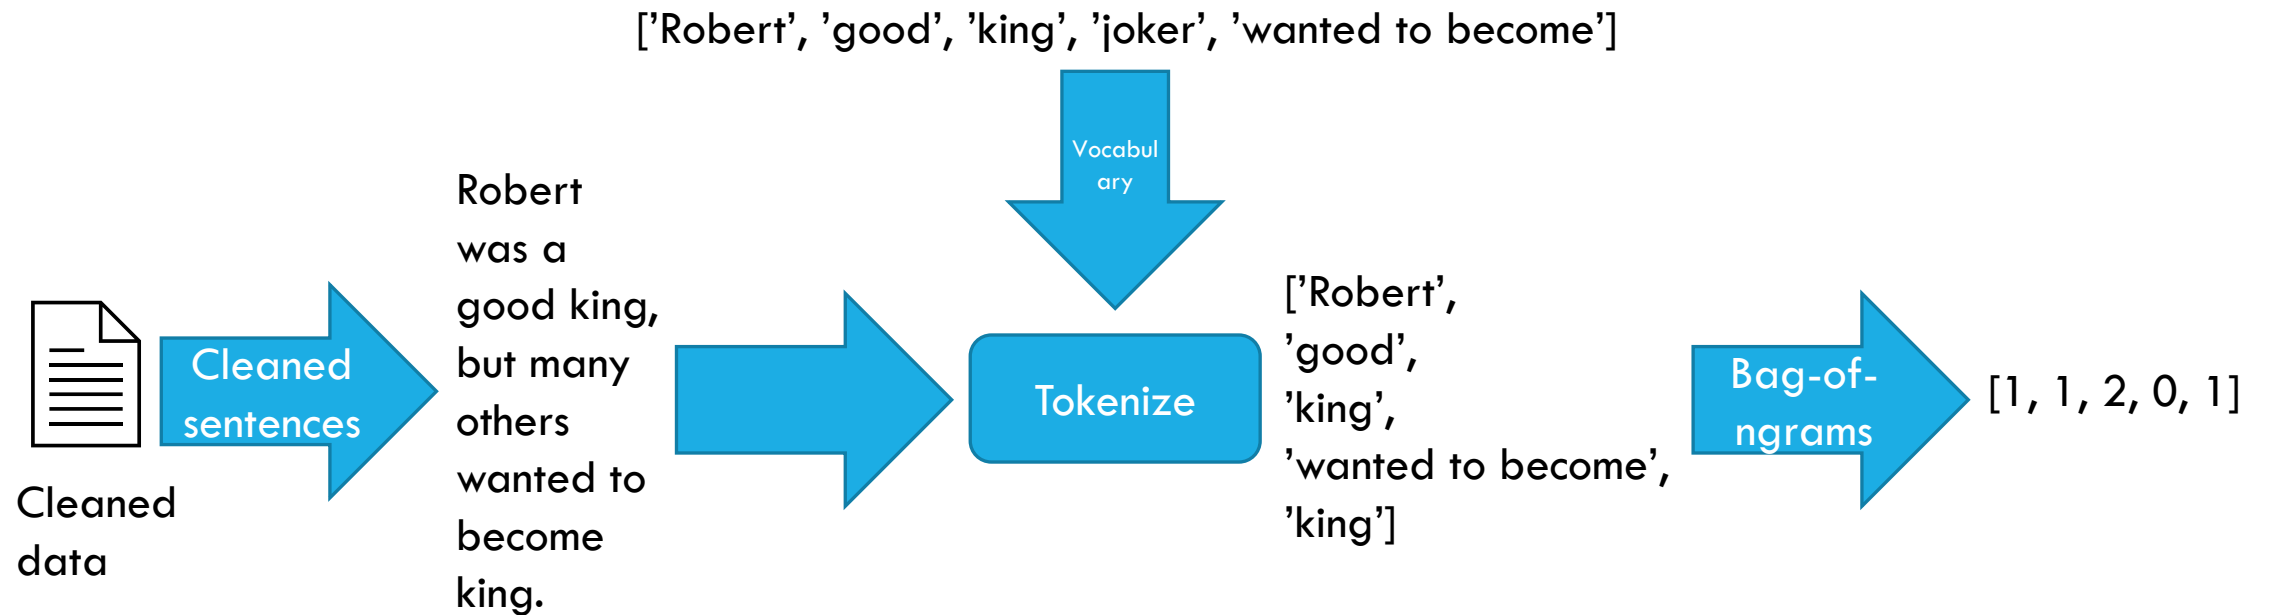 ['Robert', 'good', 'king', 'joker', 'wanted to become']
Vocabul
ary
Cleaned
data
Cleaned
sentences
Robert
was a
good king,
but many
others
wanted to
become
king.
Tokenize
['Robert',
'good',
'king',
'wanted to become',
'king']
Bag-of-
ngrams
[1, 1, 2, 0, 1]